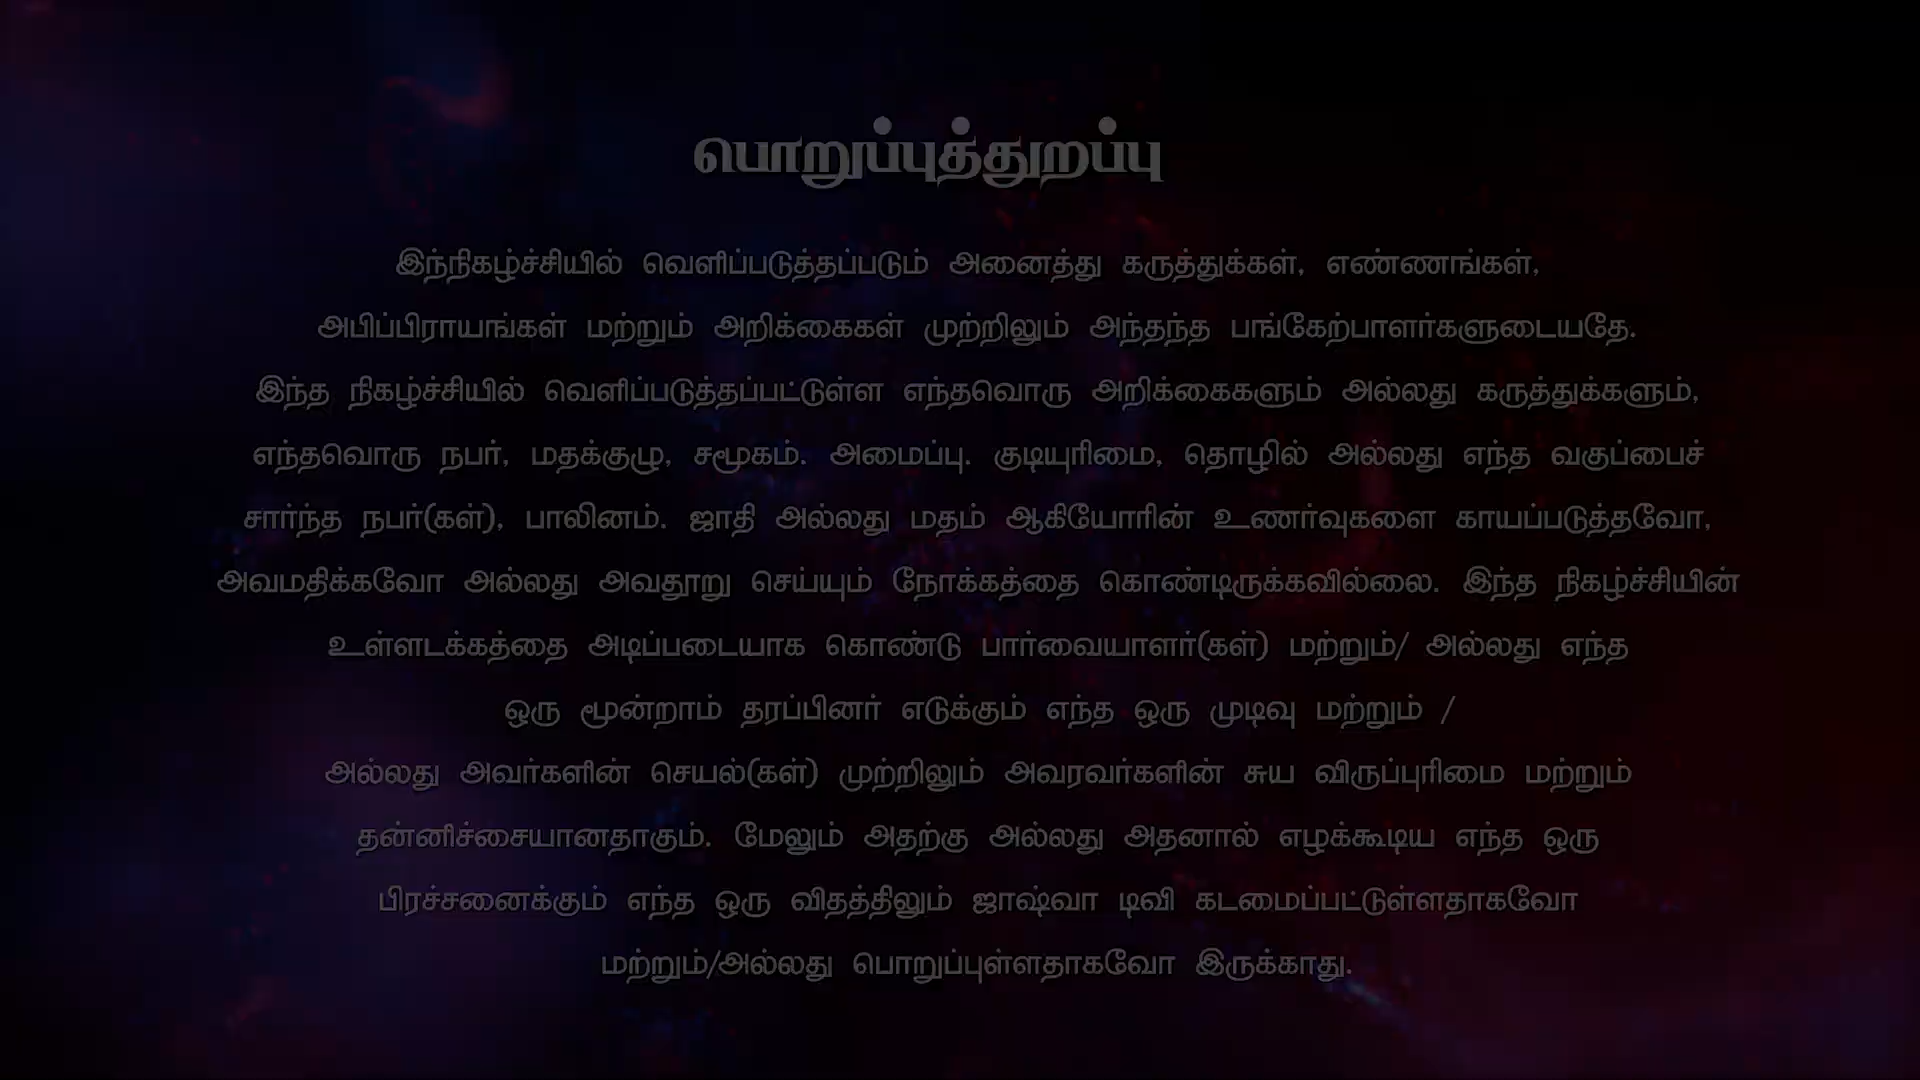 பொறுப்புத்துறப்பு
இந்நிகழ்ச்சியில் வெளிப்படுத்தப்படும் அனைத்து கருத்துக்கள், எண்ணங்கள்,
அபிப்பிராயங்கள் மற்றும் அறிக்கைகள் முற்றிலும் அந்தந்த பங்கேற்பாளர்களுடையதே.
இந்த நிகழ்ச்சியில் வெளிப்படுத்தப்பட்டுள்ள எந்தவொரு அறிக்கைகளும் அல்லது கருத்துக்களும்,
எந்தவொரு நபர், மதக்குழு, சமூகம். அமைப்பு. குடியுரிமை, தொழில் அல்லது எந்த வகுப்பைச்
சார்ந்த நபர்(கள்), பாலினம். ஜாதி அல்லது மதம் ஆகியோரின் உணர்வுகளை காயப்படுத்தவோ,
அவமதிக்கவோ அல்லது அவதூறு செய்யும் நோக்கத்தை கொண்டிருக்கவில்லை. இந்த நிகழ்ச்சியின்
உள்ளடக்கத்தை அடிப்படையாக கொண்டு பார்வையாளர்(கள்) மற்றும்/ அல்லது எந்த
ஒரு மூன்றாம் தரப்பினர் எடுக்கும் எந்த ஒரு முடிவு மற்றும் /
அல்லது அவர்களின் செயல்(கள்) முற்றிலும் அவரவர்களின் சுய விருப்புரிமை மற்றும்
தன்னிச்சையானதாகும். மேலும் அதற்கு அல்லது அதனால் எழக்கூடிய எந்த ஒரு
பிரச்சனைக்கும் எந்த ஒரு விதத்திலும் ஜாஷ்வா டிவி கடமைப்பட்டுள்ளதாகவோ
மற்றும்/அல்லது பொறுப்புள்ளதாகவோ இருக்காது.